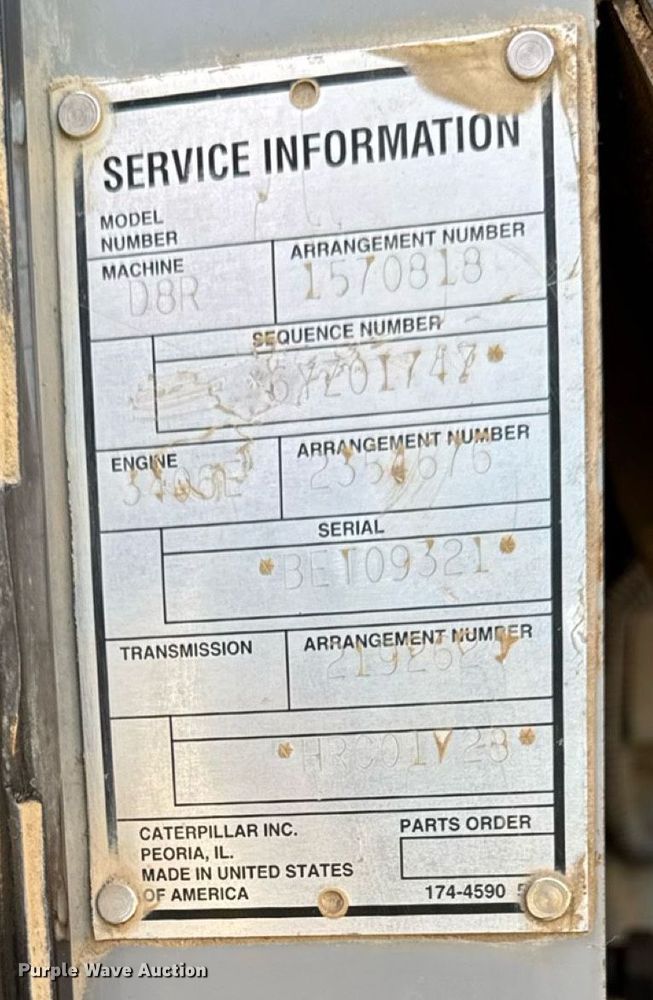 SERVICE INFORMATION
MODEL
NUMBER
MACHINE
ARRANGEMENT NUMBER
D8R
1570818
SEQUENCE NUMBER
ENGINE
ARRANGEMENT NUMBER
3406E
SERIAL
*BET09321*
TRANSMISSION
ARRANGEMENT NUMBER
CATERPILLAR INC.
PEORIA, IL.
MADE IN UNITED STATES
OF AMERICA
PARTS ORDER
174-4590
Purple Wave Auction